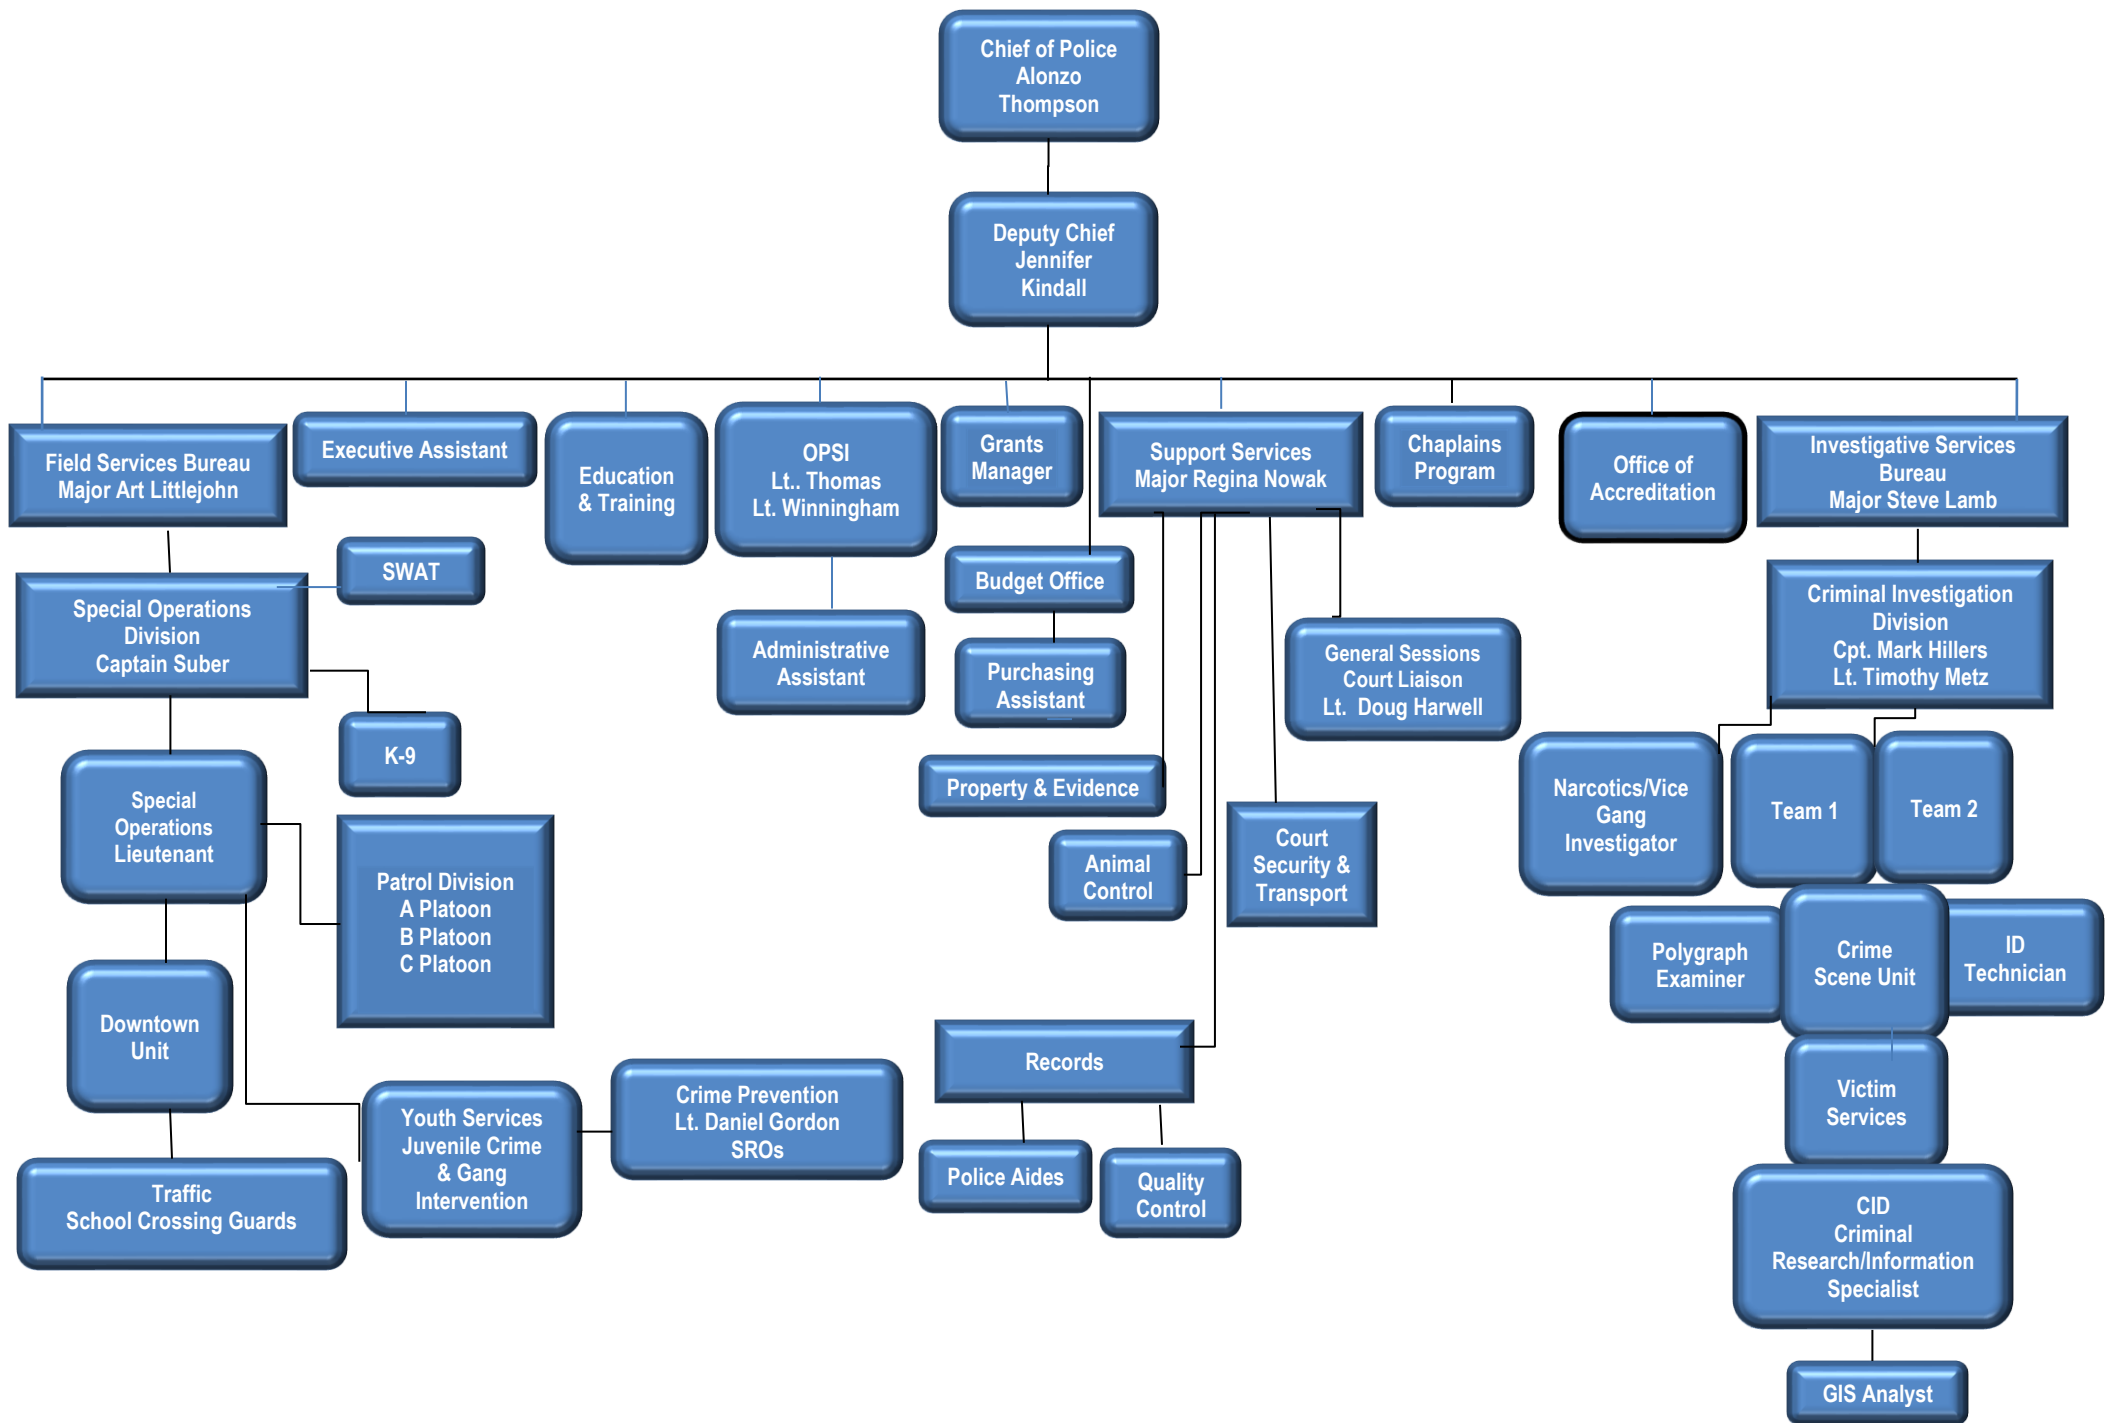 Chief of Police
Alonzo
Thompson
Deputy Chief
Jennifer
Kindall
Field Services Bureau
Major Art Littlejohn
Executive Assistant
Education
& Training
OPSI
Lt.. Thomas
Lt. Winningham
Grants
Manager
Support Services
Major Regina Nowak
Chaplains
Program
Office of
Accreditation
Investigative Services
Bureau
Major Steve Lamb
SWAT
Special Operations
Division
Captain Suber
K-9
Administrative
Assistant
Budget Office
Purchasing
Assistant
General Sessions
Court Liaison
Lt.  Doug Harwell
Criminal Investigation
Division
Cpt. Mark Hillers
Lt. Timothy Metz
Special
Operations
Lieutenant
Patrol Division
A Platoon
B Platoon
C Platoon
Property & Evidence
Animal
Control
Court
Security &
Transport
Narcotics/Vice
Gang
Investigator
Team 1
Team 2
Polygraph
Examiner
Crime
Scene Unit
ID
Technician
Downtown
Unit
Youth Services
Juvenile Crime
& Gang
Intervention
Crime Prevention
Lt. Daniel Gordon
SROs
Records
Victim
Services
Traffic
School Crossing Guards
Police Aides
Quality
Control
CID
Criminal
Research/Information
Specialist
GIS Analyst